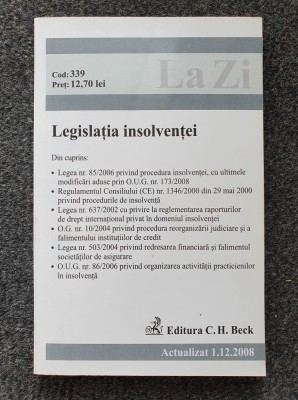 Cod: 339
Preţ: 12,70 lei
La Zi
Legislaţia insolvenţei
Din cuprins:
• Legea nr. 85/2006 privind procedura insolvenţei, cu ultimele
modificări aduse prin O.U.G. nr. 173/2008
• Regulamentul Consiliului (CE) nr. 1346/2000 din 29 mai 2000
privind procedurile de insolvenţă
• Legea nr. 637/2002 cu privire la reglementarea raporturilor
de drept internaţional privat în domeniul insolvenţei
• O.G. nr. 10/2004 privind procedura reorganizării judiciare şi a
falimentului instituţiilor de credit
• Legea nr. 503/2004 privind redresarea financiară şi falimentul
societăţilor de asigurare
• O.U.G. nr. 86/2006 privind organizarea activităţii practicienilor
în insolvenţă
Editura C. H. Beck
Actualizat 1.12.2008